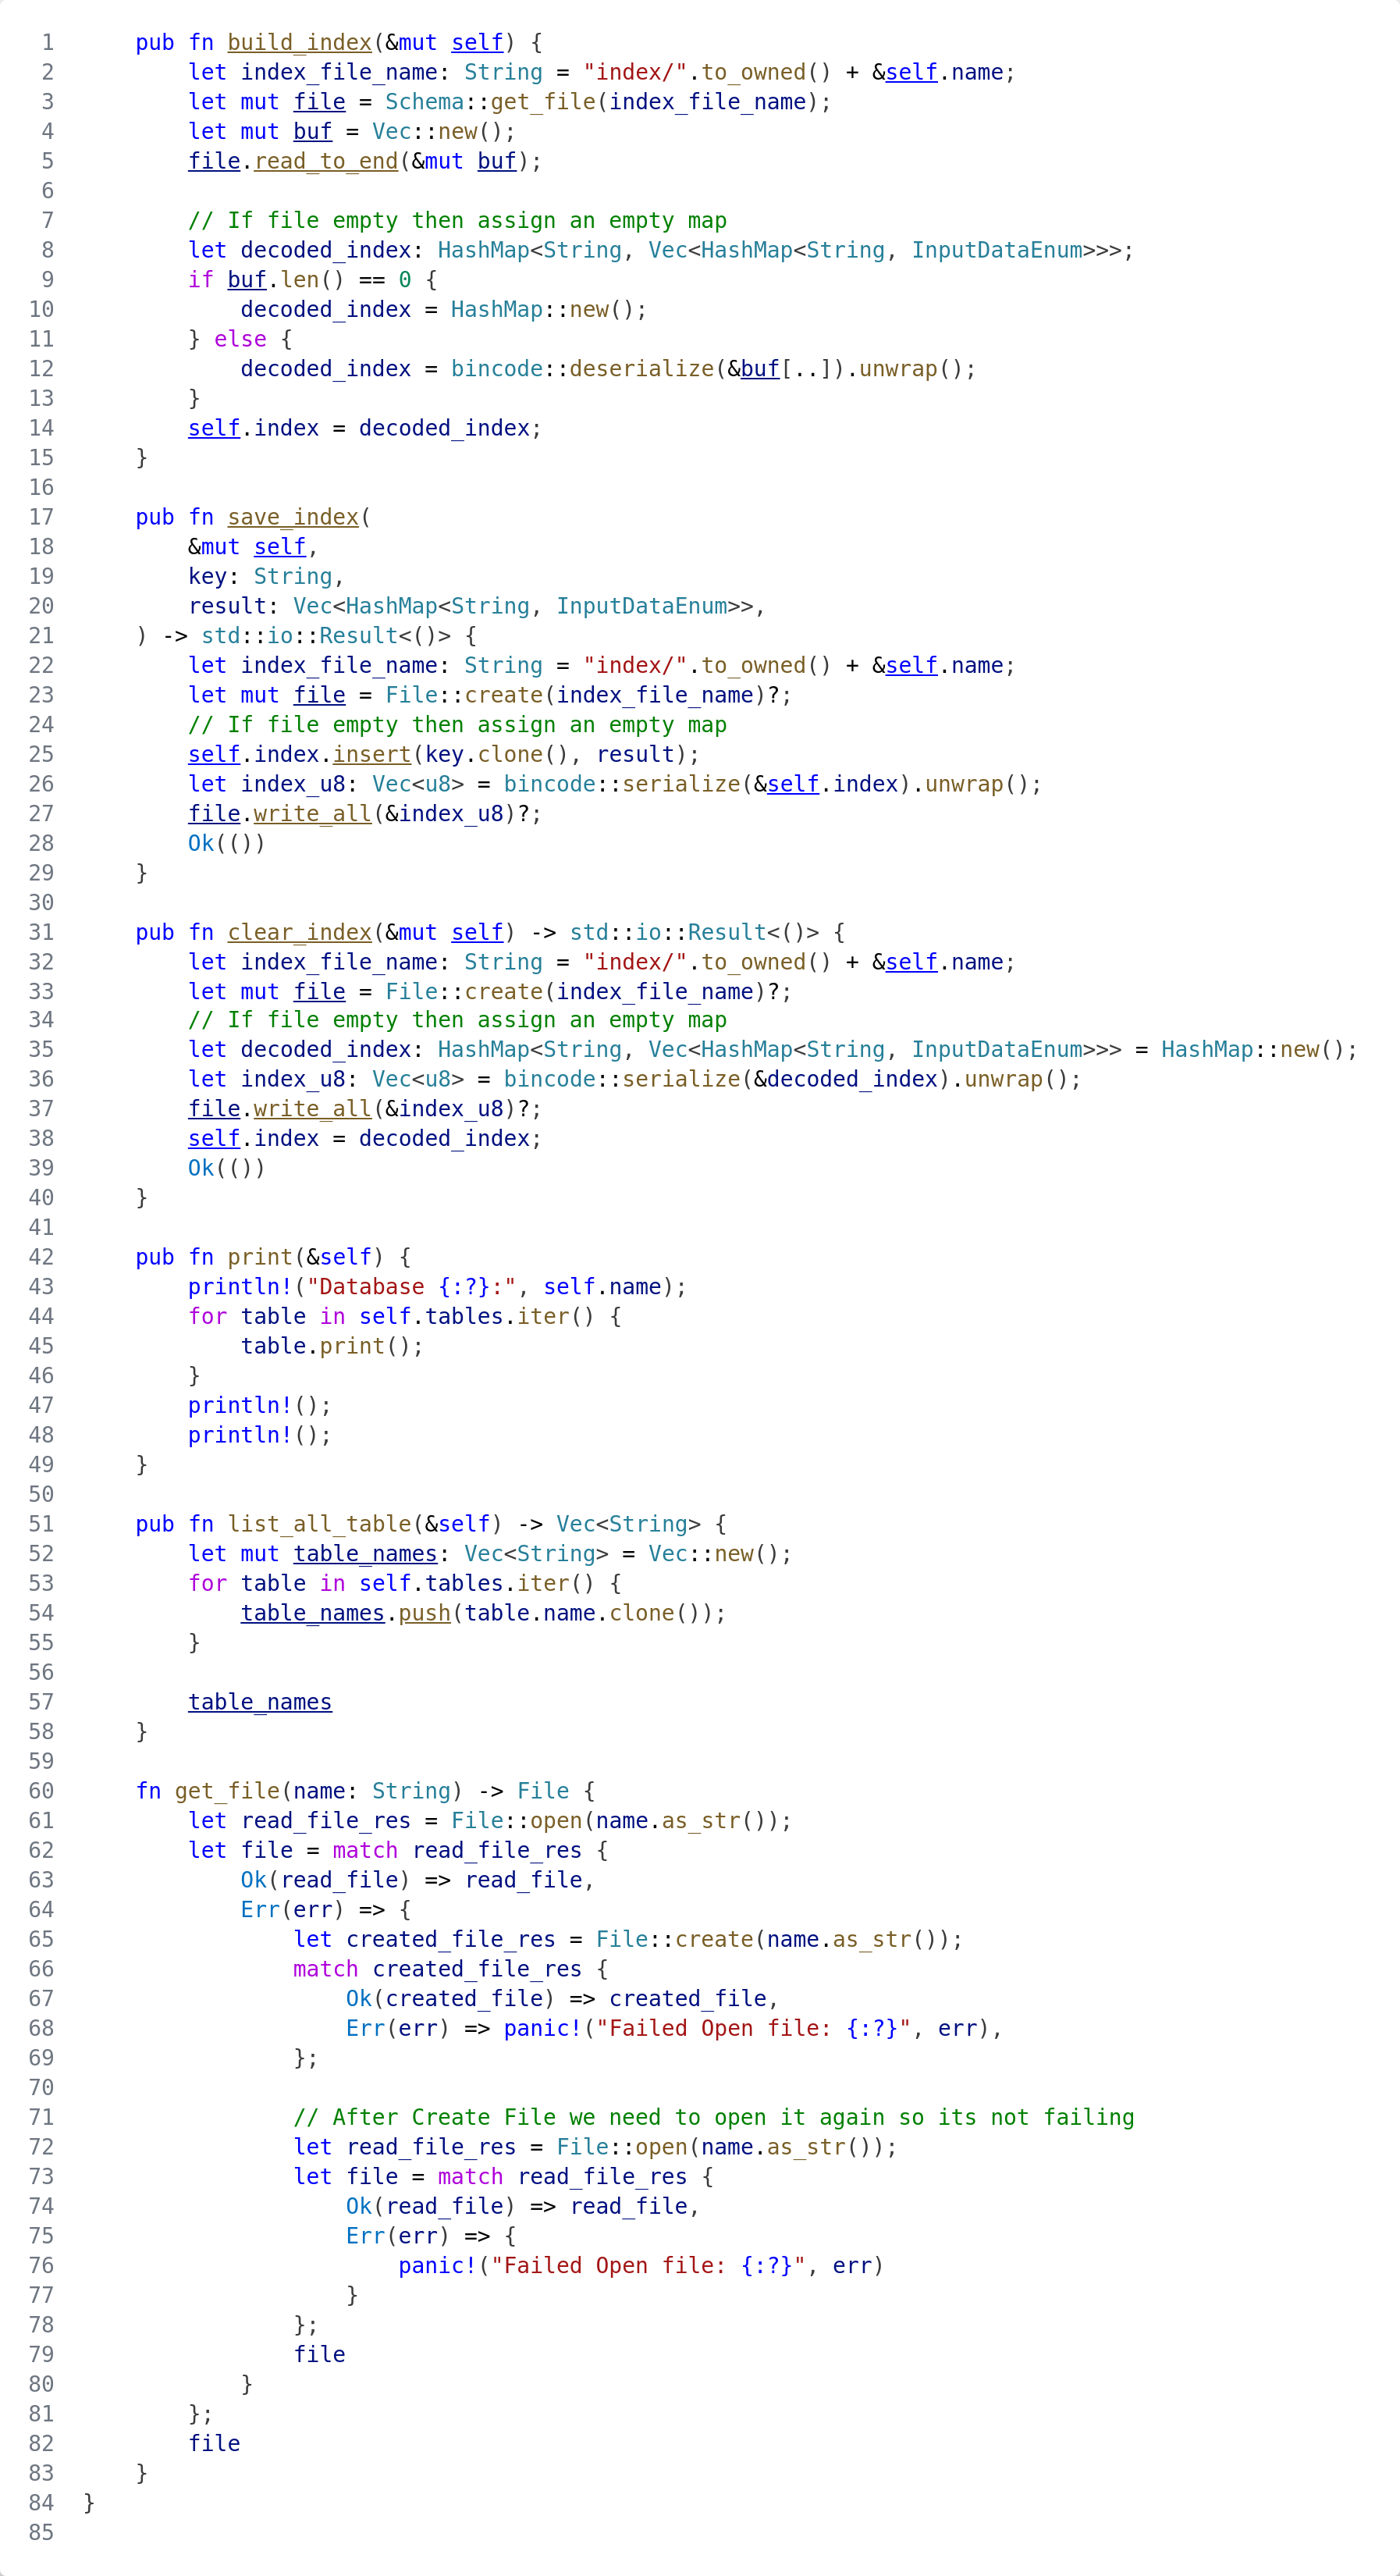 1    pub fn build_index(&mut self) {
2        let index_file_name: String = "index/".to_owned() + &self.name;
3        let mut file = Schema::get_file(index_file_name);
4        let mut buf = Vec::new();
5        file.read_to_end(&mut buf);
6
7        // If file empty then assign an empty map
8        let decoded_index: HashMap<String, Vec<HashMap<String, InputDataEnum>>>;
9        if buf.len() == 0 {
10            decoded_index = HashMap::new();
11        } else {
12            decoded_index = bincode::deserialize(&buf[..]).unwrap();
13        }
14        self.index = decoded_index;
15    }
16
17    pub fn save_index(
18        &mut self,
19        key: String,
20        result: Vec<HashMap<String, InputDataEnum>>,
21    ) -> std::io::Result<()> {
22        let index_file_name: String = "index/".to_owned() + &self.name;
23        let mut file = File::create(index_file_name)?;
24        // If file empty then assign an empty map
25        self.index.insert(key.clone(), result);
26        let index_u8: Vec<u8> = bincode::serialize(&self.index).unwrap();
27        file.write_all(&index_u8)?;
28        Ok(())
29    }
30
31    pub fn clear_index(&mut self) -> std::io::Result<()> {
32        let index_file_name: String = "index/".to_owned() + &self.name;
33        let mut file = File::create(index_file_name)?;
34        // If file empty then assign an empty map
35        let decoded_index: HashMap<String, Vec<HashMap<String, InputDataEnum>>> = HashMap::new();
36        let index_u8: Vec<u8> = bincode::serialize(&decoded_index).unwrap();
37        file.write_all(&index_u8)?;
38        self.index = decoded_index;
39        Ok(())
40    }
41
42    pub fn print(&self) {
43        println!("Database {:?}:", self.name);
44        for table in self.tables.iter() {
45            table.print();
46        }
47        println!();
48        println!();
49    }
50
51    pub fn list_all_table(&self) -> Vec<String> {
52        let mut table_names: Vec<String> = Vec::new();
53        for table in self.tables.iter() {
54            table_names.push(table.name.clone());
55        }
56
57        table_names
58    }
59
60    fn get_file(name: String) -> File {
61        let read_file_res = File::open(name.as_str());
62        let file = match read_file_res {
63            Ok(read_file) => read_file,
64            Err(err) => {
65                let created_file_res = File::create(name.as_str());
66                match created_file_res {
67                    Ok(created_file) => created_file,
68                    Err(err) => panic!("Failed Open file: {:?}", err),
69                };
70
71                // After Create File we need to open it again so its not failing
72                let read_file_res = File::open(name.as_str());
73                let file = match read_file_res {
74                    Ok(read_file) => read_file,
75                    Err(err) => {
76                        panic!("Failed Open file: {:?}", err)
77                    }
78                };
79                file
80            }
81        };
82        file
83    }
84 }
85